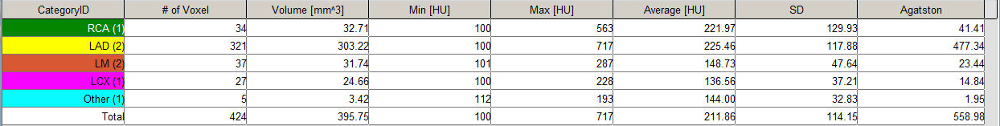 CategoryID # of Voxel Volume [mm^3] Min [HU] Max [HU] Average [HU] SD Agatston
RCA (1) 34 32.71 100 563 221.97 129.93 41.41
LAD (2) 321 303.22 100 717 225.46 117.88 477.34
LM (2) 37 31.74 101 287 148.73 47.64 23.44
LCX (1) 27 24.66 100 228 136.56 37.21 14.84
Other (1) 5 3.42 112 193 144.00 32.83 1.95
Total 424 395.75 100 717 211.86 114.15 558.98